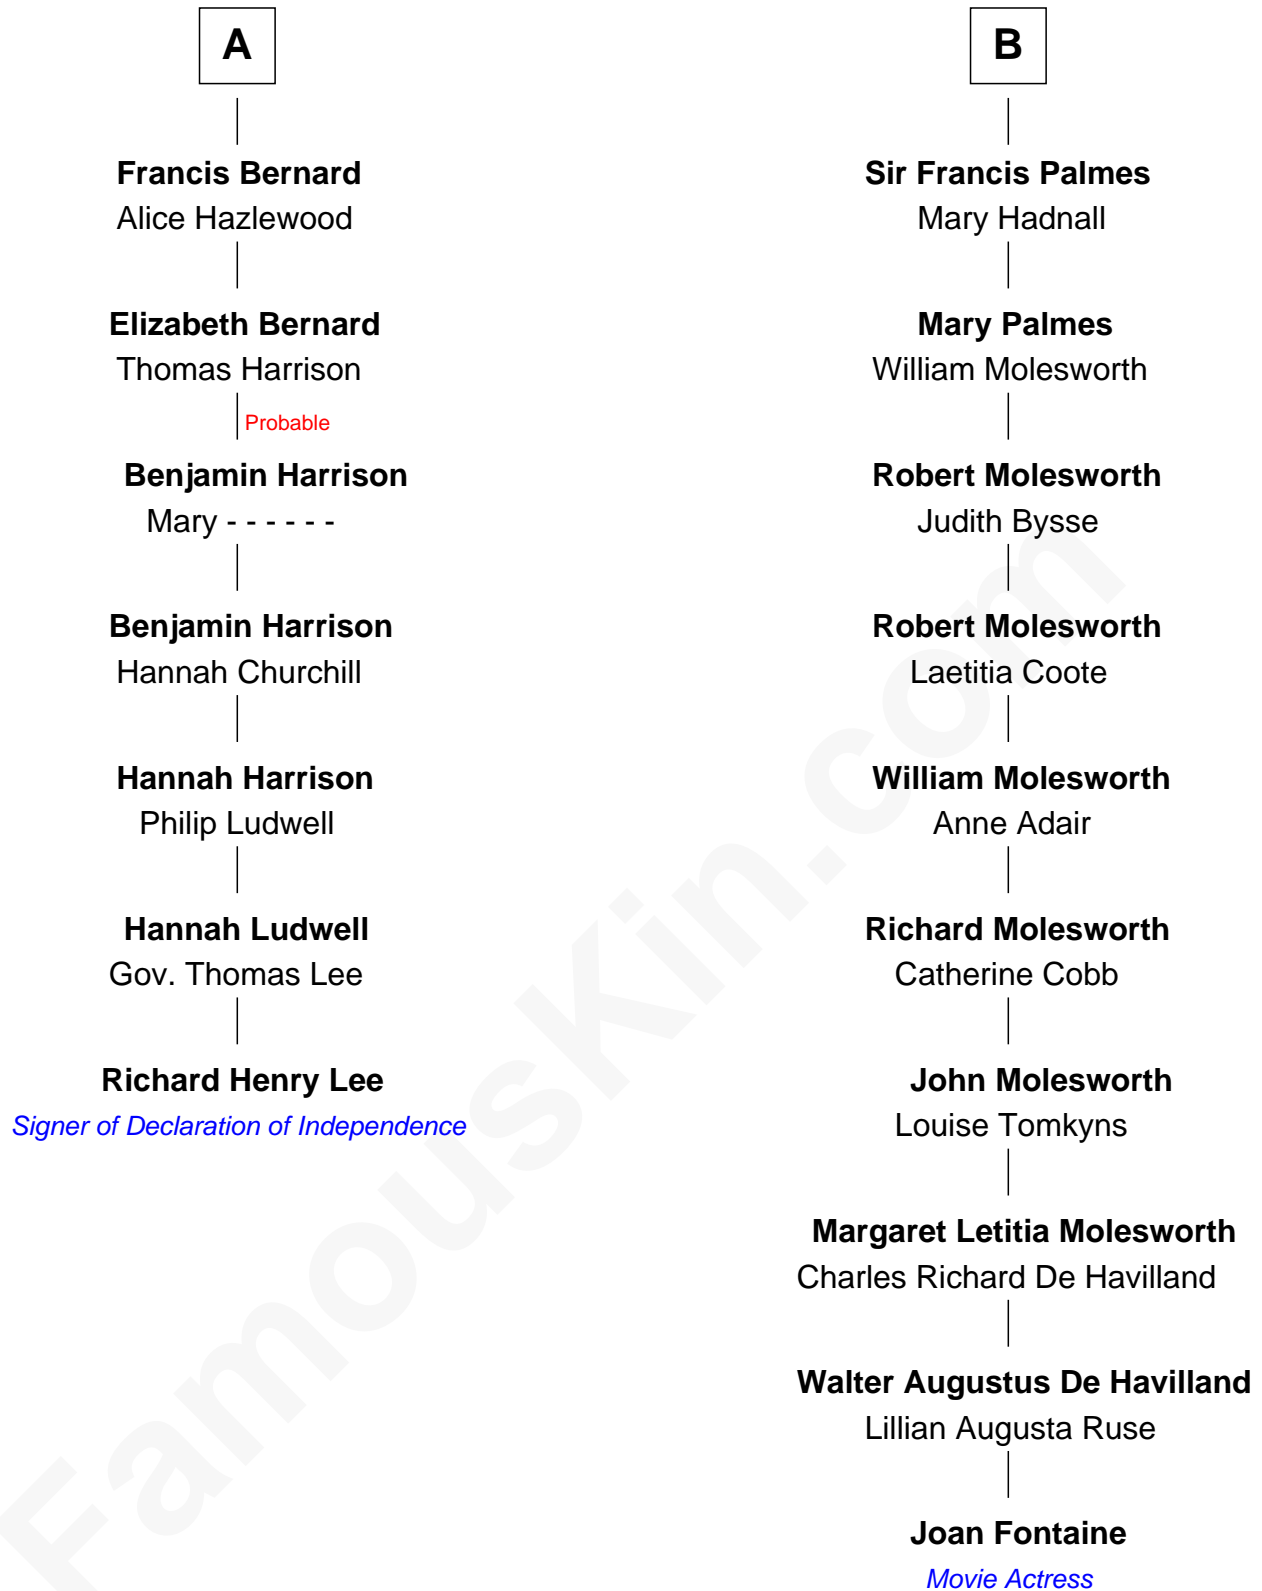 A
Francis Bernard
Alice Hazlewood
Elizabeth Bernard
Thomas Harrison
Probable
Benjamin Harrison
Mary - - - - - -
Benjamin Harrison
Hannah Churchill
Hannah Harrison
Philip Ludwell
Hannah Ludwell
Gov. Thomas Lee
Richard Henry Lee
Signer of Declaration of Independence
B
Sir Francis Palmes
Mary Hadnall
Mary Palmes
William Molesworth
Robert Molesworth
Judith Bysse
Robert Molesworth
Laetitia Coote
William Molesworth
Anne Adair
Richard Molesworth
Catherine Cobb
John Molesworth
Louise Tomkyns
Margaret Letitia Molesworth
Charles Richard De Havilland
Walter Augustus De Havilland
Lillian Augusta Ruse
Joan Fontaine
Movie Actress
FamousKin.com